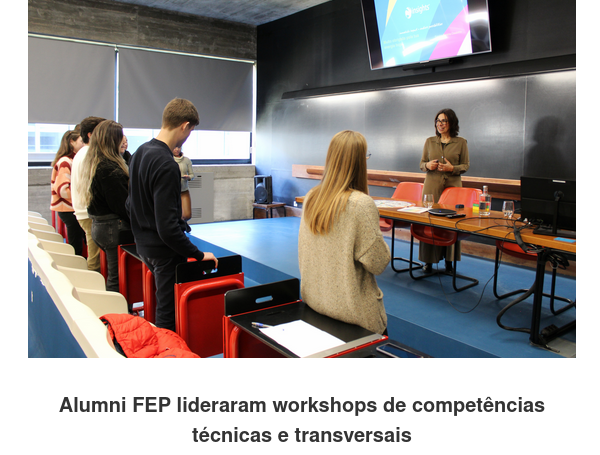 Alumni FEP lideraram workshops de competências
técnicas e transversais